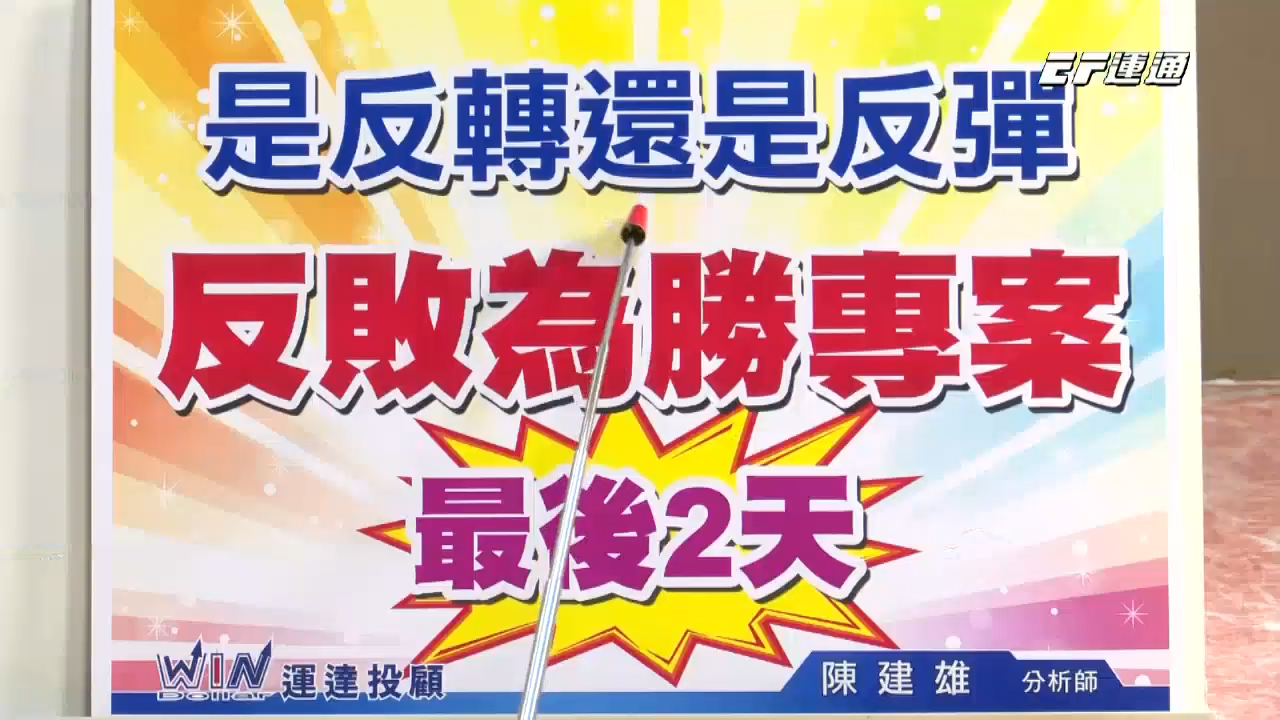 EF運通
是反轉還是反彈
反敗為勝專案
最後2天
WIN Dollar 運達投顧
陳建雄 分析師